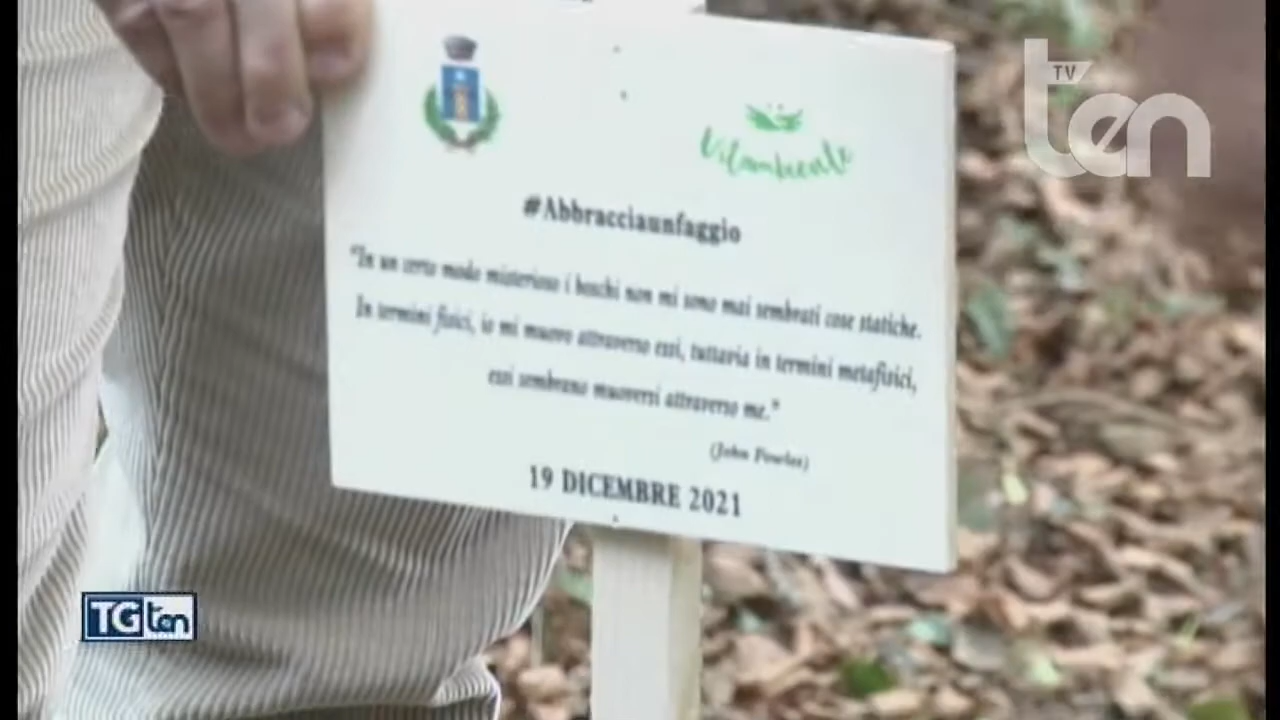 TV
ten
Vitambiente
#Abbracciaunfaggio
"In un certo modo misterioso i boschi non mi sono mai sembrati cose statiche.
In termini fisici, io mi muovo attraverso essi, tuttavia in termini metafisici,
essi sembrano muoversi attraverso me."
(John Fowles)
19 DICEMBRE 2021
TG ten